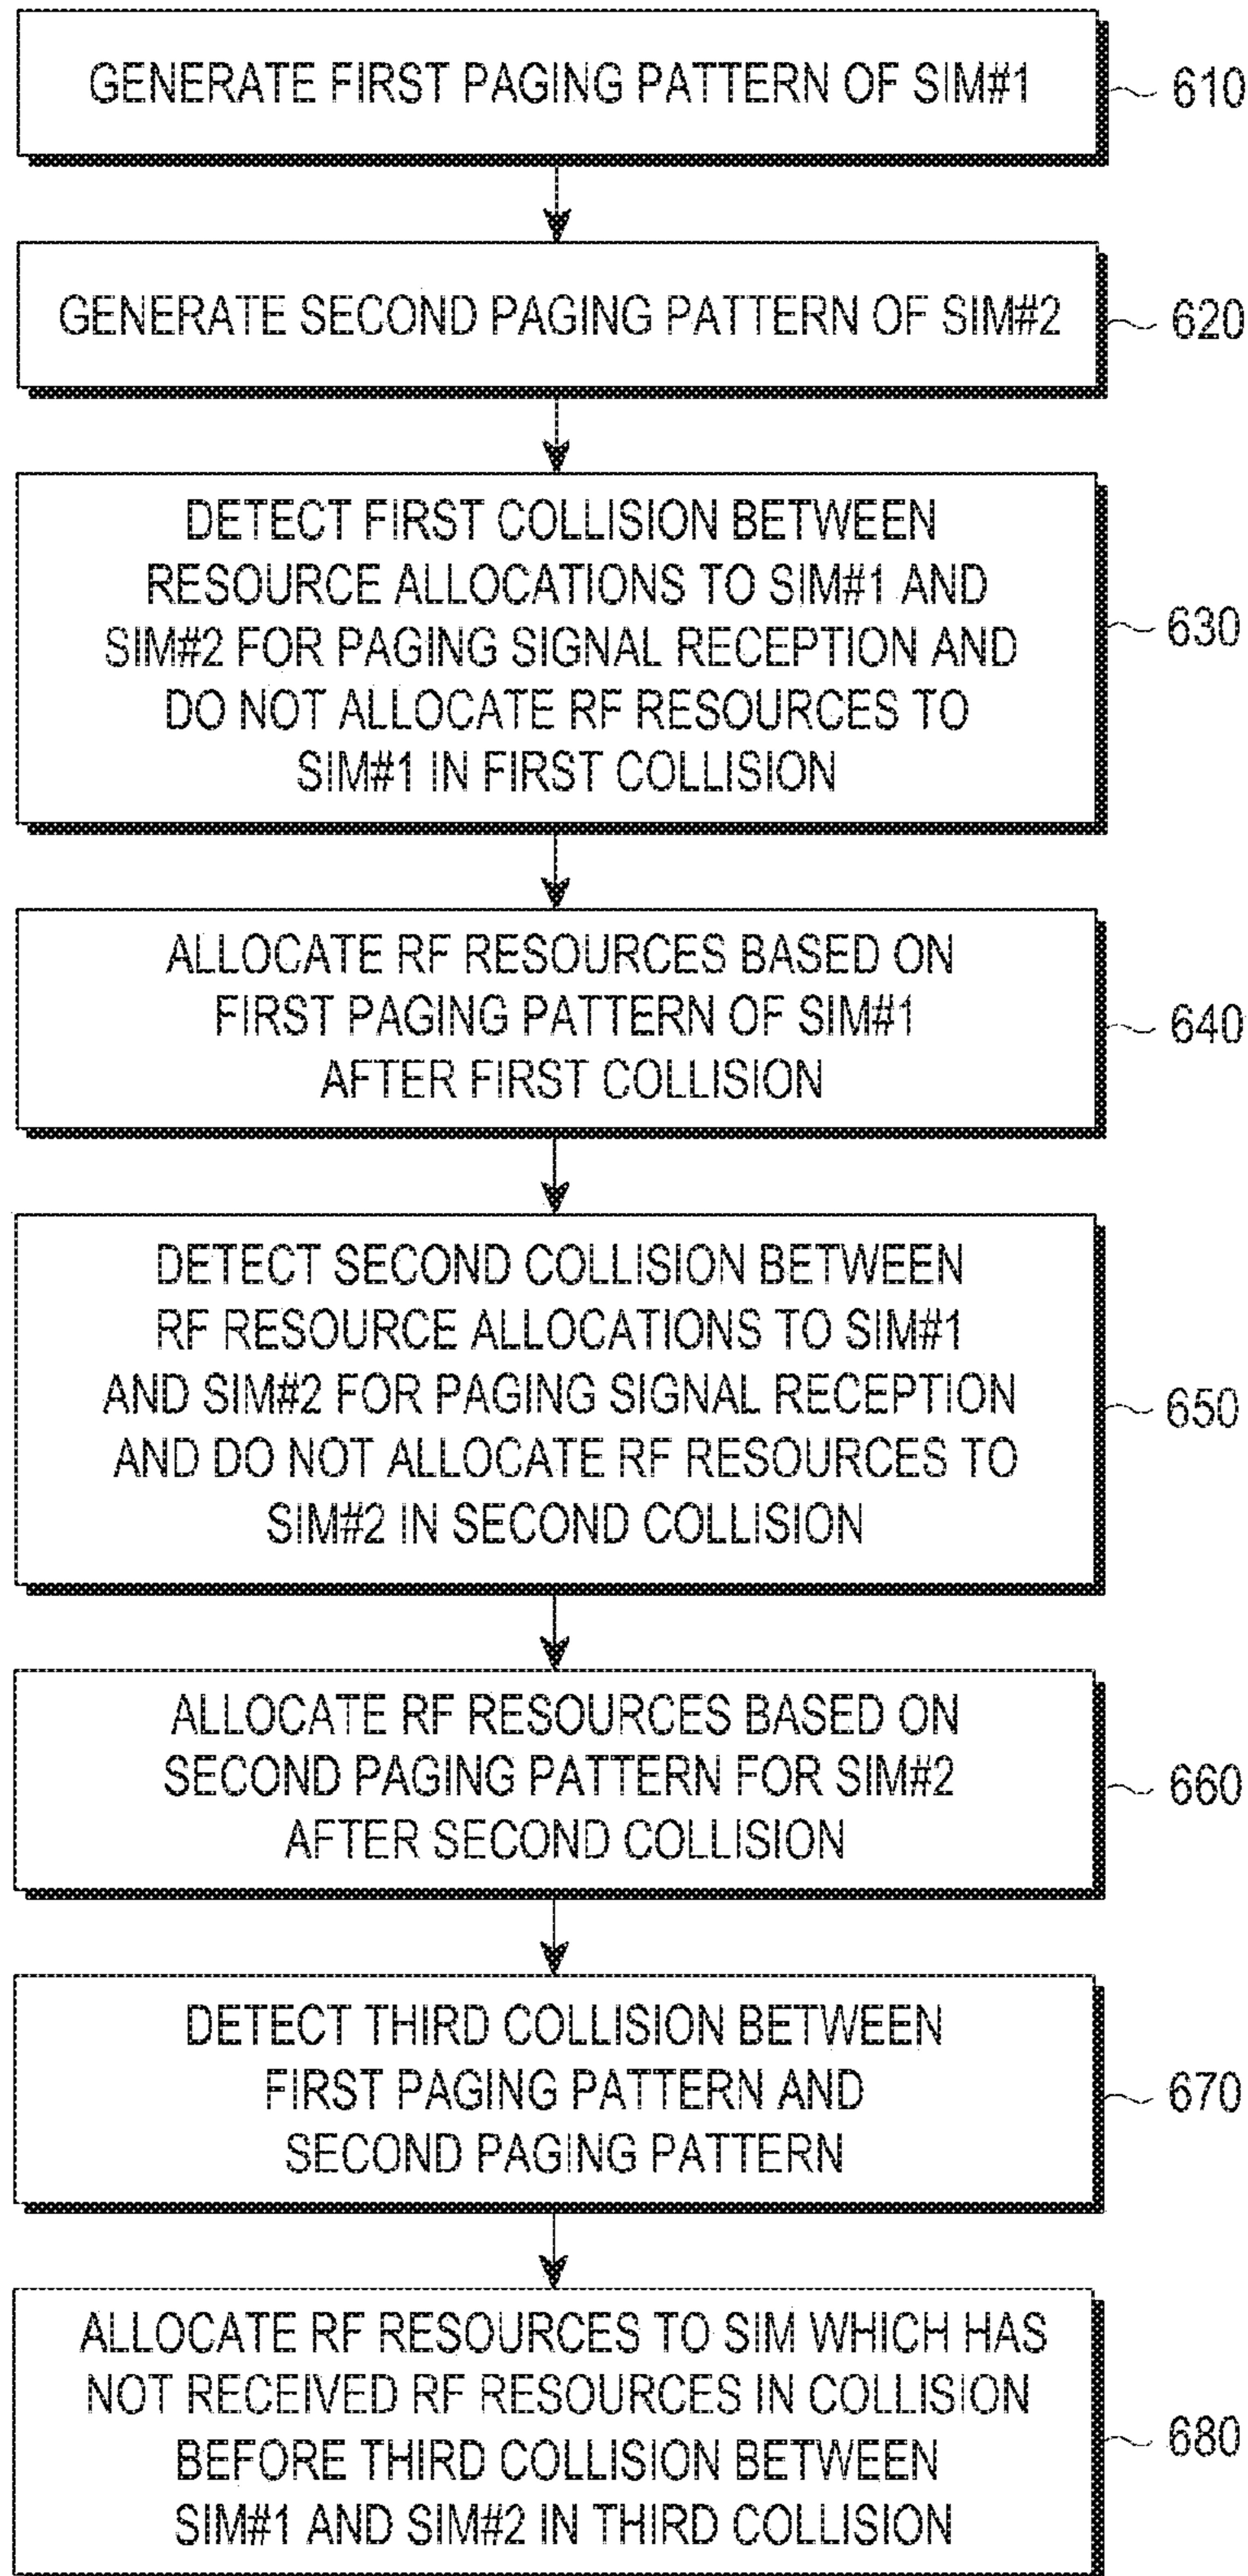 GENERATE FIRST PAGING PATTERN OF SIM#1
610
GENERATE SECOND PAGING PATTERN OF SIM#2
620
DETECT FIRST COLLISION BETWEEN
RESOURCE ALLOCATIONS TO SIM#1 AND
SIM#2 FOR PAGING SIGNAL RECEPTION AND
DO NOT ALLOCATE RF RESOURCES TO
SIM#1 IN FIRST COLLISION
630
ALLOCATE RF RESOURCES BASED ON
FIRST PAGING PATTERN OF SIM#1
AFTER FIRST COLLISION
640
DETECT SECOND COLLISION BETWEEN
RF RESOURCE ALLOCATIONS TO SIM#1
AND SIM#2 FOR PAGING SIGNAL RECEPTION
AND DO NOT ALLOCATE RF RESOURCES TO
SIM#2 IN SECOND COLLISION
650
ALLOCATE RF RESOURCES BASED ON
SECOND PAGING PATTERN FOR SIM#2
AFTER SECOND COLLISION
660
DETECT THIRD COLLISION BETWEEN
FIRST PAGING PATTERN AND
SECOND PAGING PATTERN
670
ALLOCATE RF RESOURCES TO SIM WHICH HAS
NOT RECEIVED RF RESOURCES IN COLLISION
BEFORE THIRD COLLISION BETWEEN
SIM#1 AND SIM#2 IN THIRD COLLISION
680